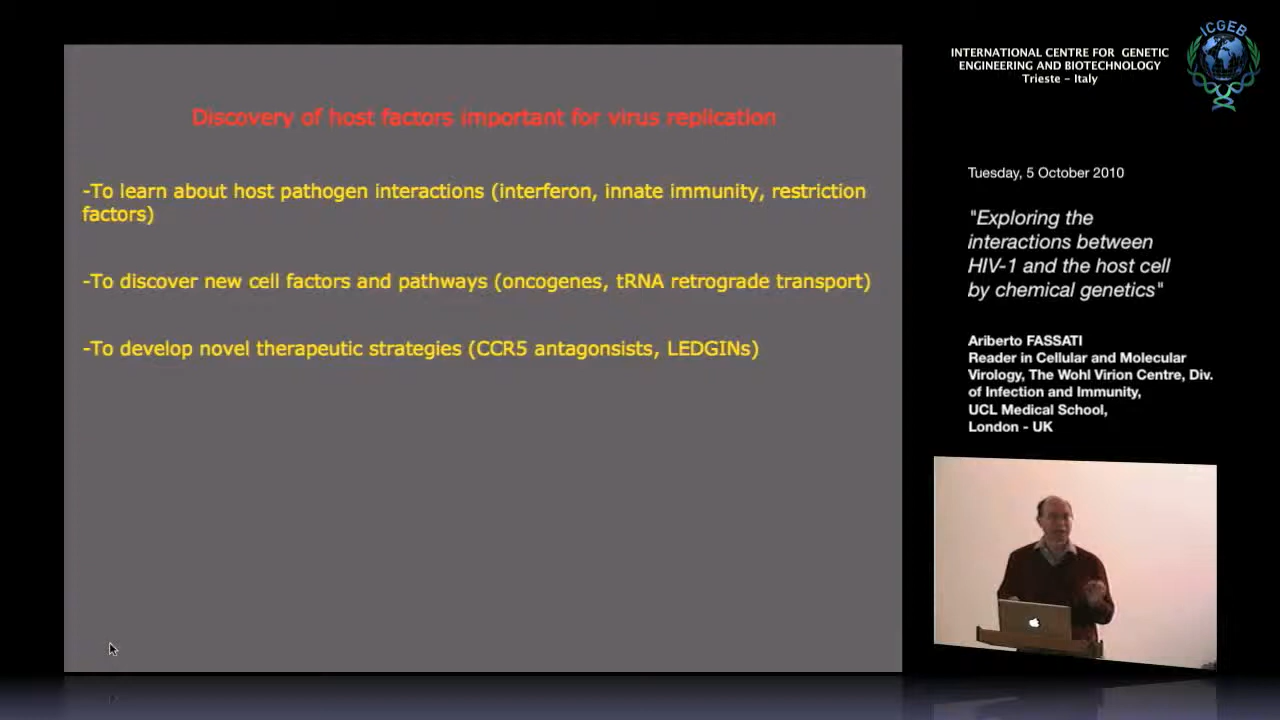 Discovery of host factors important for virus replication
-To learn about host pathogen interactions (interferon, innate immunity, restriction
factors)
-To discover new cell factors and pathways (oncogenes, tRNA retrograde transport)
-To develop novel therapeutic strategies (CCR5 antagonsists, LEDGINs)
INTERNATIONAL CENTRE FOR GENETIC
ENGINEERING AND BIOTECHNOLOGY
Trieste - Italy
ICGEB
Tuesday, 5 October 2010
"Exploring the
interactions between
HIV-1 and the host cell
by chemical genetics"
Ariberto FASSATI
Reader in Cellular and Molecular
Virology, The Wohl Virion Centre, Div.
of Infection and Immunity,
UCL Medical School,
London - UK